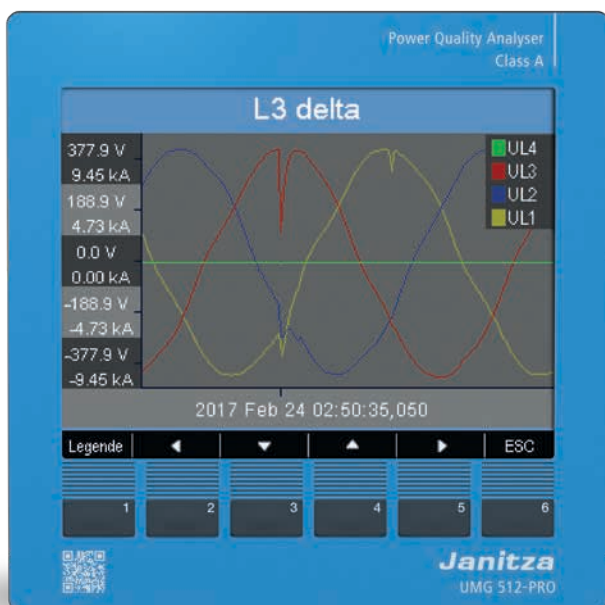 Power Quality Analyser
Class A
L3 delta
377.9 V
9.45 kA
188.9 V
4.73 kA
0.0 V
0.00 kA
-188.9 V
-4.73 kA
-377.9 V
-9.45 kA
UL4
UL3
UL2
UL1
2017 Feb 24 02:50:35,050
Legende
ESC
1
2
3
4
5
6
Janitza
UMG 512-PRO